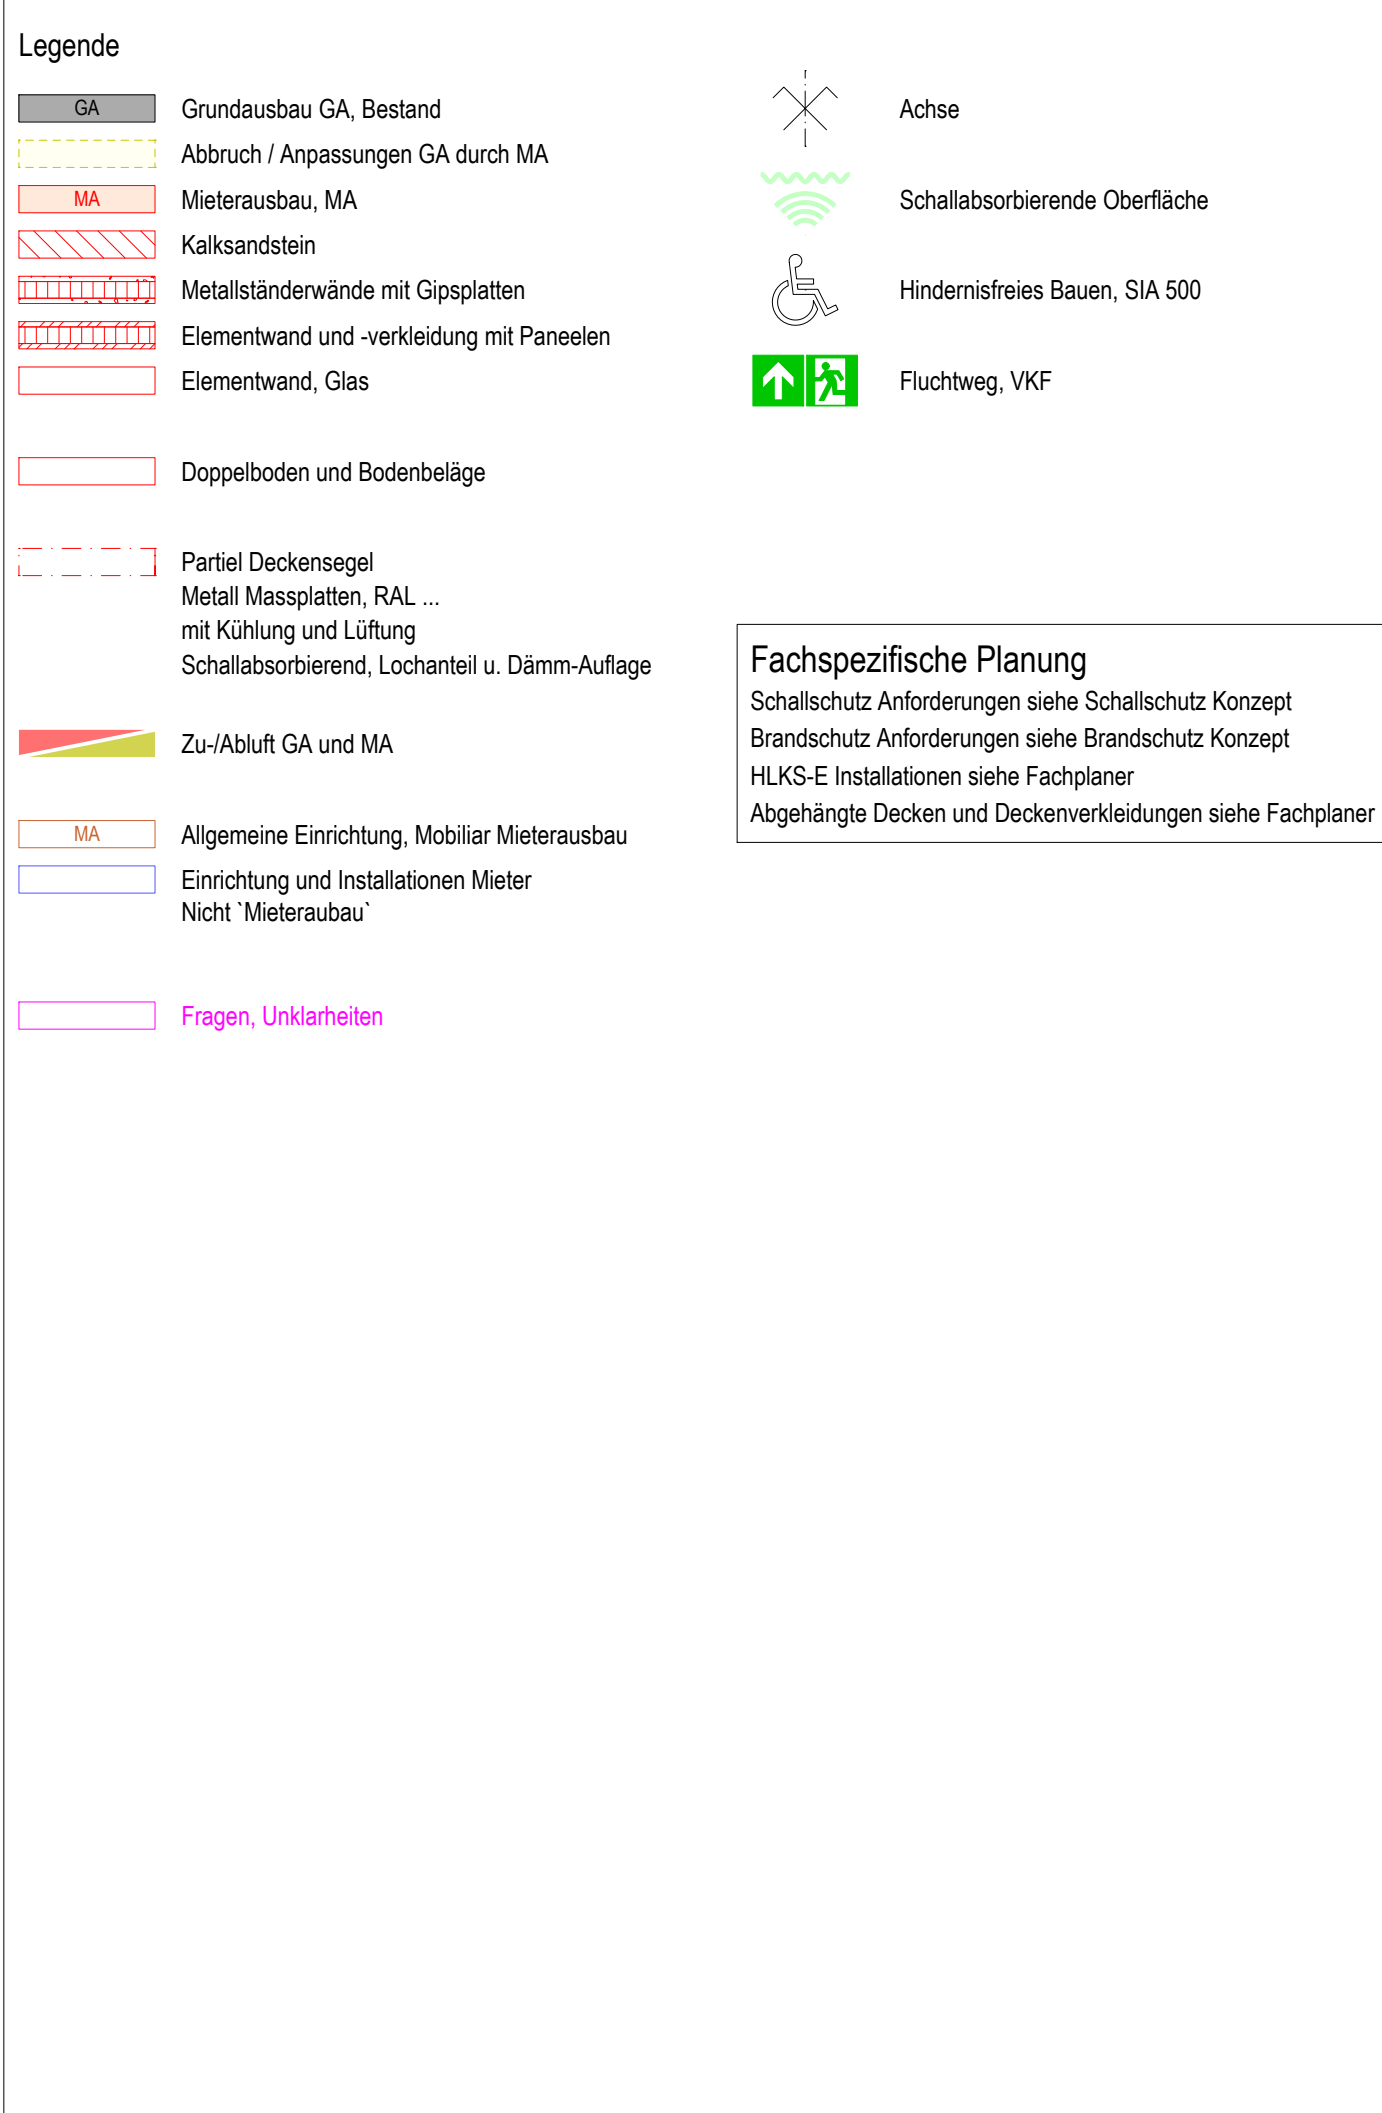 Legende
GA
Grundausbau GA, Bestand
Abbruch / Anpassungen GA durch MA
MA
Mieterausbau, MA
Kalksandstein
Metallständerwände mit Gipsplatten
Elementwand und -verkleidung mit Paneelen
Elementwand, Glas
Doppelboden und Bodenbeläge
Partiel Deckensegel
Metall Massplatten, RAL ...
mit Kühlung und Lüftung
Schallabsorbierend, Lochanteil u. Dämm-Auflage
Zu-/Abluft GA und MA
MA
Allgemeine Einrichtung, Mobiliar Mieterausbau
Einrichtung und Installationen Mieter
Nicht `Mieteraubau`
Fragen, Unklarheiten
Achse
Schallabsorbierende Oberfläche
Hindernisfreies Bauen, SIA 500
Fluchtweg, VKF
Fachspezifische Planung
Schallschutz Anforderungen siehe Schallschutz Konzept
Brandschutz Anforderungen siehe Brandschutz Konzept
HLKS-E Installationen siehe Fachplaner
Abgehängte Decken und Deckenverkleidungen siehe Fachplaner